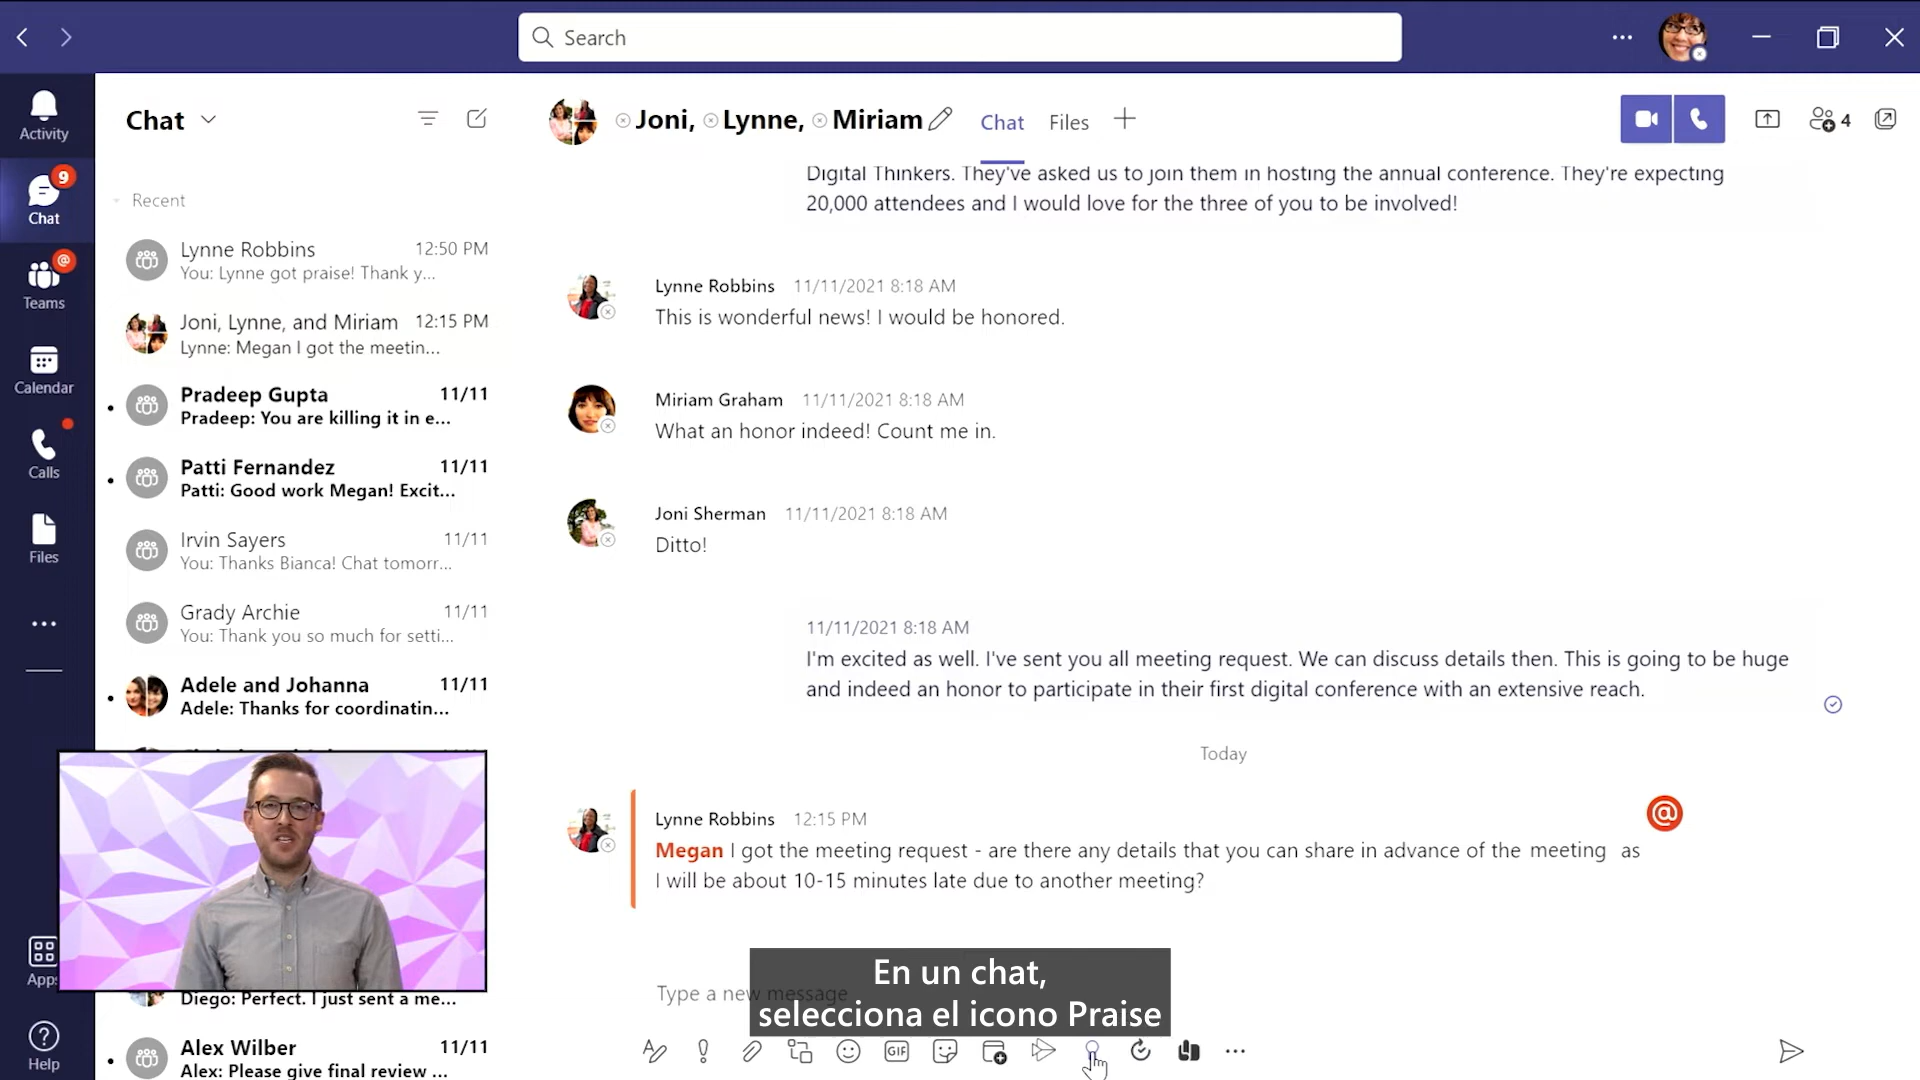 Search
Activity
9
Chat
@
Teams
Calendar
Calls
Files
Apps
Help
Chat
Recent
Lynne Robbins 12:50 PM
You: Lynne got praise! Thank y...
Joni, Lynne, and Miriam 12:15 PM
Lynne: Megan I got the meetin...
Pradeep Gupta 11/11
Pradeep: You are killing it in e...
Patti Fernandez 11/11
Patti: Good work Megan! Excit...
Irvin Sayers 11/11
You: Thanks Bianca! Chat tomorr...
Grady Archie 11/11
You: Thank you so much for setti...
Adele and Johanna 11/11
Adele: Thanks for coordinatin...
Diego: Perfect. I just sent a me...
Alex Wilber 11/11
Alex: Please give final review ...
Joni, Lynne, Miriam Chat Files 4
Digital Thinkers. They've asked us to join them in hosting the annual conference. They're expecting
20,000 attendees and I would love for the three of you to be involved!
Lynne Robbins 11/11/2021 8:18 AM
This is wonderful news! I would be honored.
Miriam Graham 11/11/2021 8:18 AM
What an honor indeed! Count me in.
Joni Sherman 11/11/2021 8:18 AM
Ditto!
11/11/2021 8:18 AM
I'm excited as well. I've sent you all meeting request. We can discuss details then. This is going to be huge
and indeed an honor to participate in their first digital conference with an extensive reach.
Today
Lynne Robbins 12:15 PM
@
Megan I got the meeting request - are there any details that you can share in advance of the meeting as
I will be about 10-15 minutes late due to another meeting?
Type a new message
En un chat,
selecciona el icono Praise
GIF